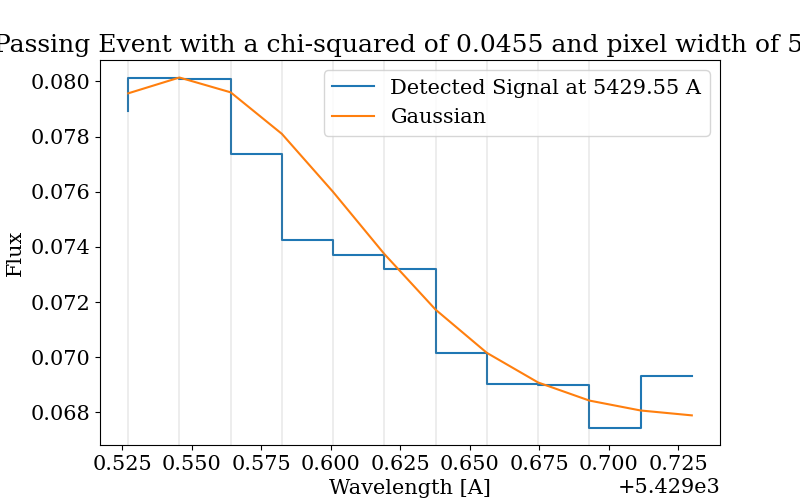 Passing Event with a chi-squared of 0.0455 and pixel width of 5
Detected Signal at 5429.55 A
Gaussian
Flux
0.080
0.078
0.076
0.074
0.072
0.070
0.068
0.525 0.550 0.575 0.600 0.625 0.650 0.675 0.700 0.725
Wavelength [A]
+5.429e3